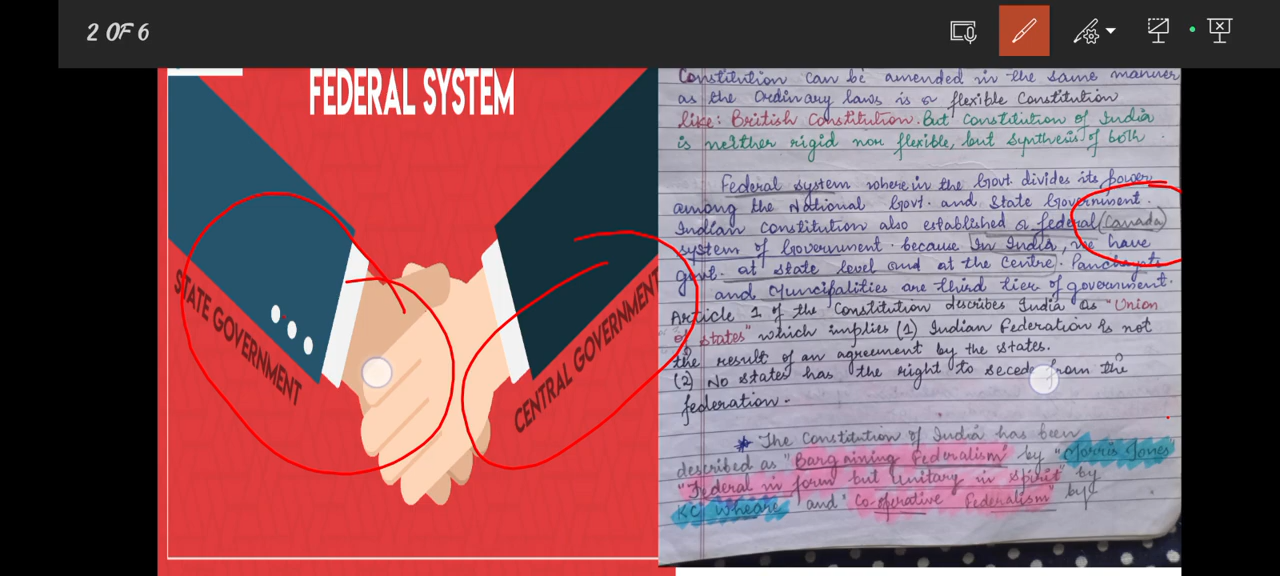 2 OF 6
FEDERAL SYSTEM
STATE GOVERNMENT
CENTRAL GOVERNMENT
Constitution can be amended in the same manner
as the ordinary laws is a flexible Constitution
like: British Constitution. But Constitution of India
is neither rigid nor flexible, but synthesis of both.
Federal system wherein the Govt. divides its power
among the National Govt. and State Government.
Indian Constitution also established a federal (Canada)
system of Government. because In India, we have
govt. at state level and at the Centre. Panchayats
and Muncipalities are third tier of government.
Article 1 of the Constitution describes India as "Union
of states" which implies (1) Indian Federation is not
the result of an agreement by the states.
(2) No states has the right to secede from the
federation.
* The Constitution of India has been
described as "Bargaining Federalism" by "Morris Jones"
"Federal in form but Unitary in Spirit" by
KC Wheare and "Co-operative Federalism" by